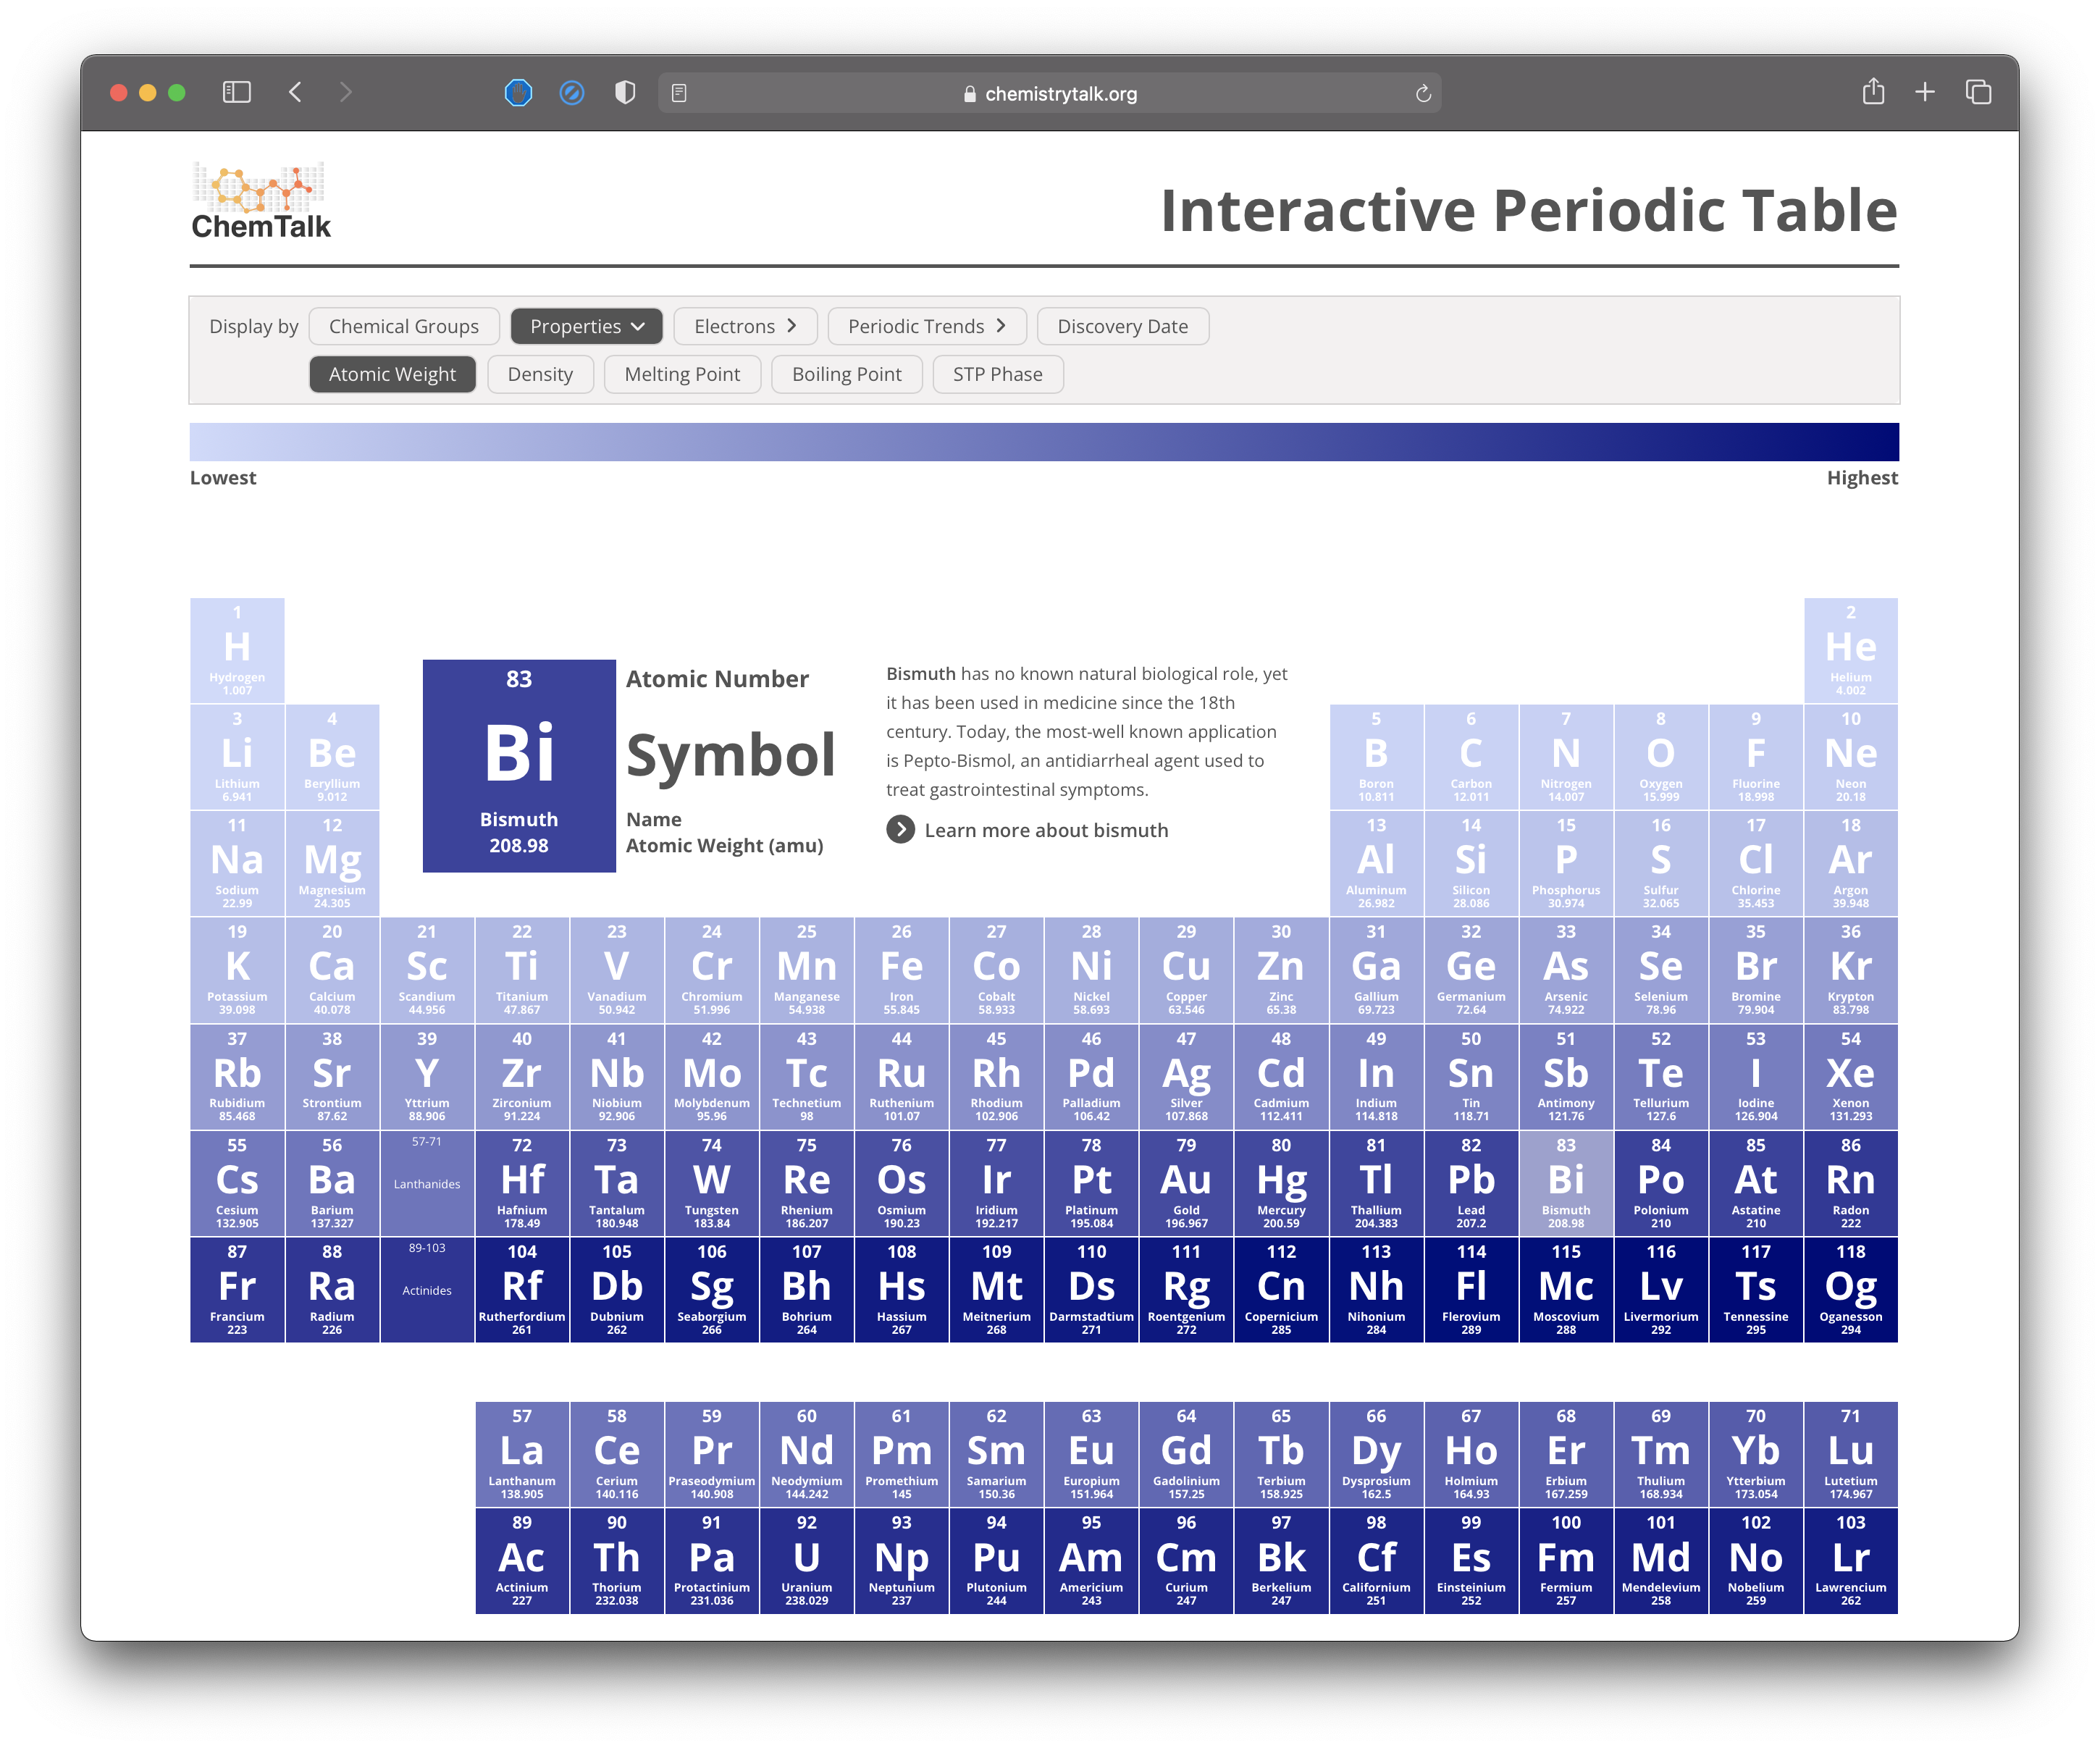 chemistrytalk.org
ChemTalk
Interactive Periodic Table
Display by Chemical Groups Properties Electrons Periodic Trends Discovery Date
Atomic Weight Density Melting Point Boiling Point STP Phase
Lowest Highest
1 2
H He
Hydrogen Helium
1.007 4.002
83 Atomic Number
Bi Symbol
Bismuth Name
208.98 Atomic Weight (amu)
Bismuth has no known natural biological role, yet
it has been used in medicine since the 18th
century. Today, the most-well known application
is Pepto-Bismol, an antidiarrheal agent used to
treat gastrointestinal symptoms.
Learn more about bismuth
3 4 5 6 7 8 9 10
Li Be B C N O F Ne
Lithium Beryllium Boron Carbon Nitrogen Oxygen Fluorine Neon
6.941 9.012 10.811 12.011 14.007 15.999 18.998 20.18
11 12 13 14 15 16 17 18
Na Mg Al Si P S Cl Ar
Sodium Magnesium Aluminum Silicon Phosphorus Sulfur Chlorine Argon
22.99 24.305 26.982 28.086 30.974 32.065 35.453 39.948
19 20 21 22 23 24 25 26 27 28 29 30 31 32 33 34 35 36
K Ca Sc Ti V Cr Mn Fe Co Ni Cu Zn Ga Ge As Se Br Kr
Potassium Calcium Scandium Titanium Vanadium Chromium Manganese Iron Cobalt Nickel Copper Zinc Gallium Germanium Arsenic Selenium Bromine Krypton
39.098 40.078 44.956 47.867 50.942 51.996 54.938 55.845 58.933 58.693 63.546 65.38 69.723 72.64 74.922 78.96 79.904 83.798
37 38 39 40 41 42 43 44 45 46 47 48 49 50 51 52 53 54
Rb Sr Y Zr Nb Mo Tc Ru Rh Pd Ag Cd In Sn Sb Te I Xe
Rubidium Strontium Yttrium Zirconium Niobium Molybdenum Technetium Ruthenium Rhodium Palladium Silver Cadmium Indium Tin Antimony Tellurium Iodine Xenon
85.468 87.62 88.906 91.224 92.906 95.96 98 101.07 102.906 106.42 107.868 112.411 114.818 118.71 121.76 127.6 126.904 131.293
55 56 57-71 72 73 74 75 76 77 78 79 80 81 82 83 84 85 86
Cs Ba Lanthanides Hf Ta W Re Os Ir Pt Au Hg Tl Pb Bi Po At Rn
Cesium Barium Hafnium Tantalum Tungsten Rhenium Osmium Iridium Platinum Gold Mercury Thallium Lead Bismuth Polonium Astatine Radon
132.905 137.327 178.49 180.948 183.84 186.207 190.23 192.217 195.084 196.967 200.59 204.383 207.2 208.98 210 210 222
87 88 89-103 104 105 106 107 108 109 110 111 112 113 114 115 116 117 118
Fr Ra Actinides Rf Db Sg Bh Hs Mt Ds Rg Cn Nh Fl Mc Lv Ts Og
Francium Radium Rutherfordium Dubnium Seaborgium Bohrium Hassium Meitnerium Darmstadtium Roentgenium Copernicium Nihonium Flerovium Moscovium Livermorium Tennessine Oganesson
223 226 261 262 266 264 267 268 271 272 285 284 289 288 292 295 294
57 58 59 60 61 62 63 64 65 66 67 68 69 70 71
La Ce Pr Nd Pm Sm Eu Gd Tb Dy Ho Er Tm Yb Lu
Lanthanum Cerium Praseodymium Neodymium Promethium Samarium Europium Gadolinium Terbium Dysprosium Holmium Erbium Thulium Ytterbium Lutetium
138.905 140.116 140.908 144.242 145 150.36 151.964 157.25 158.925 162.5 164.93 167.259 168.934 173.054 174.967
89 90 91 92 93 94 95 96 97 98 99 100 101 102 103
Ac Th Pa U Np Pu Am Cm Bk Cf Es Fm Md No Lr
Actinium Thorium Protactinium Uranium Neptunium Plutonium Americium Curium Berkelium Californium Einsteinium Fermium Mendelevium Nobelium Lawrencium
227 232.038 231.036 238.029 237 244 243 247 247 251 252 257 258 259 262